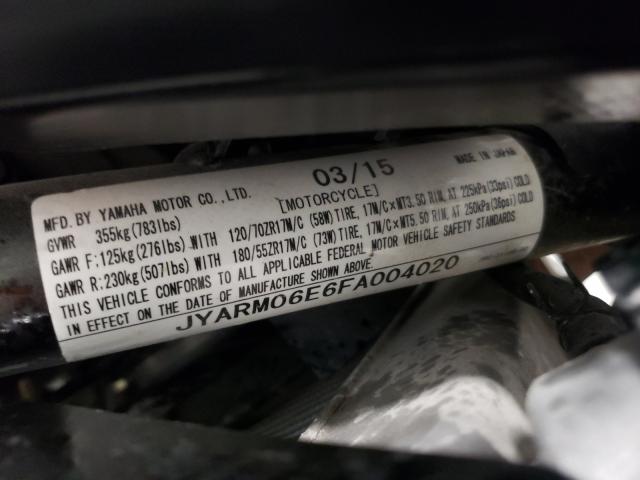 03/15 MADE IN JAPAN
MFD. BY YAMAHA MOTOR CO., LTD. [MOTORCYCLE]
GVWR 355kg(783lbs)
GAWR F:125kg(276lbs) WITH 120/70ZR17M/C (58W)TIRE, 17M/C×MT3.50 RIM, AT 225kPa(33psi) COLD
GAWR R:230kg(507lbs) WITH 180/55ZR17M/C (73W)TIRE, 17M/C×MT5.50 RIM, AT 250kPa(36psi) COLD
THIS VEHICLE CONFORMS TO ALL APPLICABLE FEDERAL MOTOR VEHICLE SAFETY STANDARDS
IN EFFECT ON THE DATE OF MANUFACTURE SHOWN ABOVE.
JYARM06E6FA004020